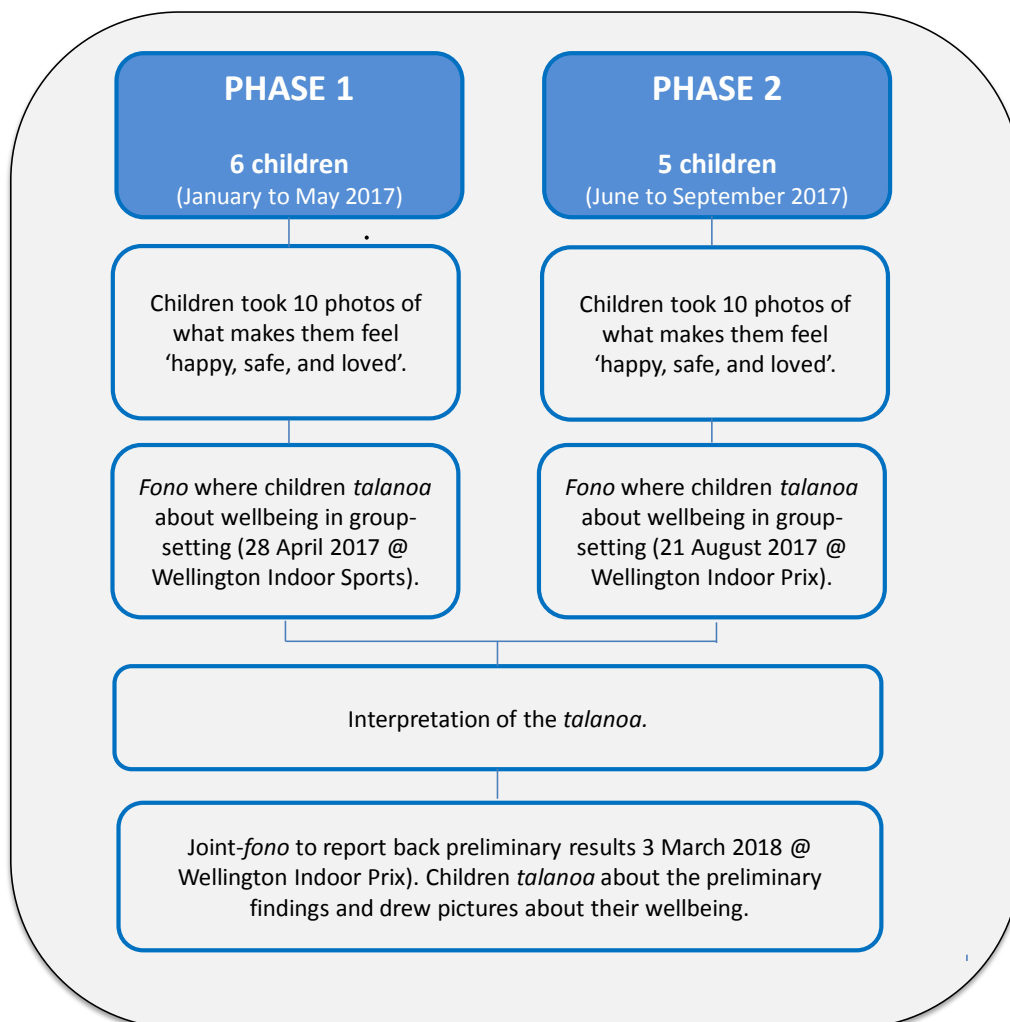 PHASE 1
6 children
(January to May 2017)
Children took 10 photos of
what makes them feel
‘happy, safe, and loved’.
Fono where children talanoa
about wellbeing in group-
setting (28 April 2017 @
Wellington Indoor Sports).
PHASE 2
5 children
(June to September 2017)
Children took 10 photos of
what makes them feel
‘happy, safe, and loved’.
Fono where children talanoa
about wellbeing in group-
setting (21 August 2017 @
Wellington Indoor Prix).
Interpretation of the talanoa.
Joint-fono to report back preliminary results 3 March 2018 @
Wellington Indoor Prix). Children talanoa about the preliminary
findings and drew pictures about their wellbeing.